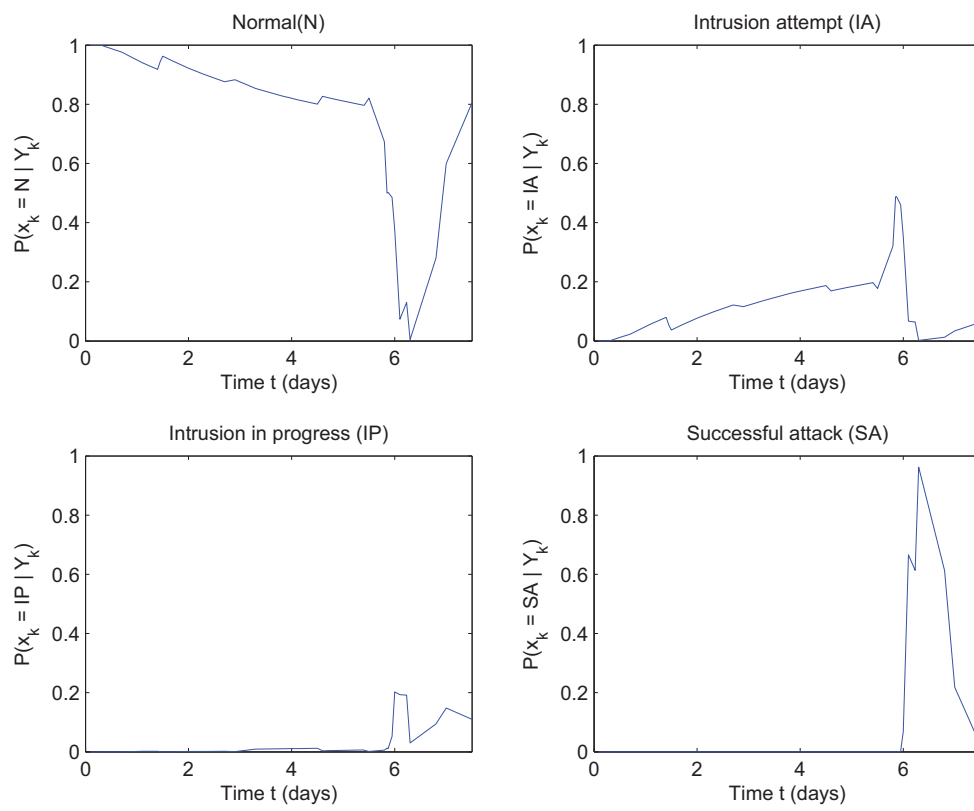 Normal(N)
P(x_k = N | Y_k)
1
0.8
0.6
0.4
0.2
0
0 2 4 6
Time t (days)
Intrusion attempt (IA)
P(x_k = IA | Y_k)
1
0.8
0.6
0.4
0.2
0
0 2 4 6
Time t (days)
Intrusion in progress (IP)
P(x_k = IP | Y_k)
1
0.8
0.6
0.4
0.2
0
0 2 4 6
Time t (days)
Successful attack (SA)
P(x_k = SA | Y_k)
1
0.8
0.6
0.4
0.2
0
0 2 4 6
Time t (days)